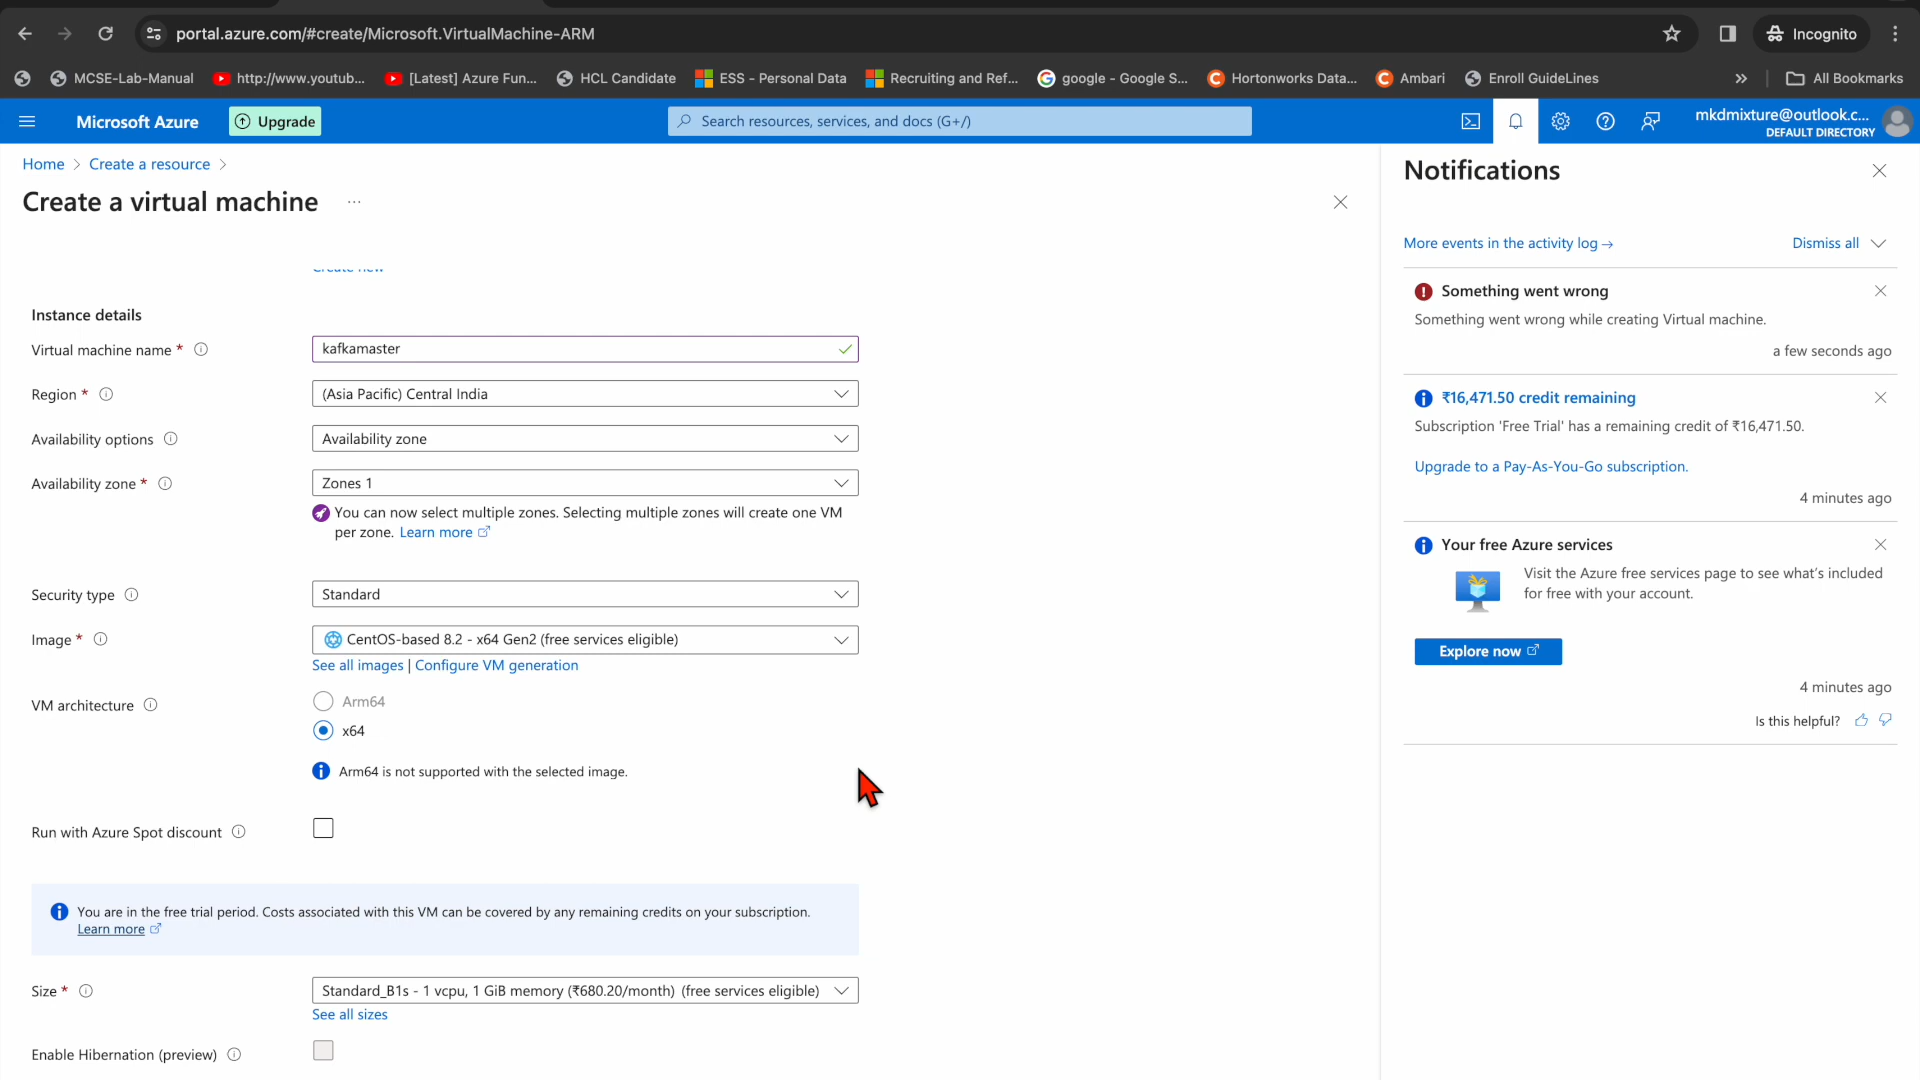 portal.azure.com/#create/Microsoft.VirtualMachine-ARM
Incognito
MCSE-Lab-Manual
http://www.youtub...
[Latest] Azure Fun...
HCL Candidate
ESS - Personal Data
Recruiting and Ref...
google - Google S...
Hortonworks Data...
Ambari
Enroll GuideLines
»
All Bookmarks
Microsoft Azure
Upgrade
Search resources, services, and docs (G+/)
mkdmixture@outlook.c...
DEFAULT DIRECTORY
Home > Create a resource >
Create a virtual machine ...
Create new
Instance details
Virtual machine name *
kafkamaster
Region *
(Asia Pacific) Central India
Availability options
Availability zone
Availability zone *
Zones 1
You can now select multiple zones. Selecting multiple zones will create one VM
per zone. Learn more
Security type
Standard
Image *
CentOS-based 8.2 - x64 Gen2 (free services eligible)
See all images | Configure VM generation
VM architecture
Arm64
x64
Arm64 is not supported with the selected image.
Run with Azure Spot discount
You are in the free trial period. Costs associated with this VM can be covered by any remaining credits on your subscription.
Learn more
Size *
Standard_B1s - 1 vcpu, 1 GiB memory (₹680.20/month) (free services eligible)
See all sizes
Enable Hibernation (preview)
Notifications
More events in the activity log →
Dismiss all
Something went wrong
Something went wrong while creating Virtual machine.
a few seconds ago
₹16,471.50 credit remaining
Subscription 'Free Trial' has a remaining credit of ₹16,471.50.
Upgrade to a Pay-As-You-Go subscription.
4 minutes ago
Your free Azure services
Visit the Azure free services page to see what's included
for free with your account.
Explore now
4 minutes ago
Is this helpful?